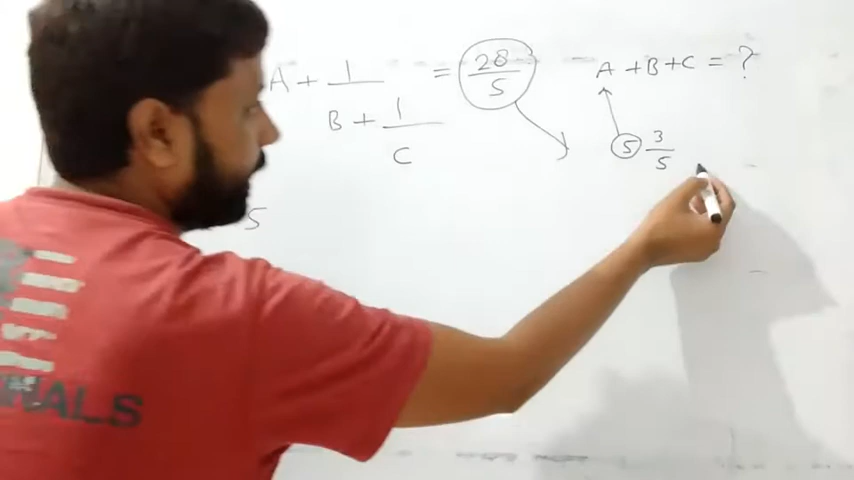 A + 1 = 28/5 A + B + C = ?
B + 1
C
5 3/5
5
ALS